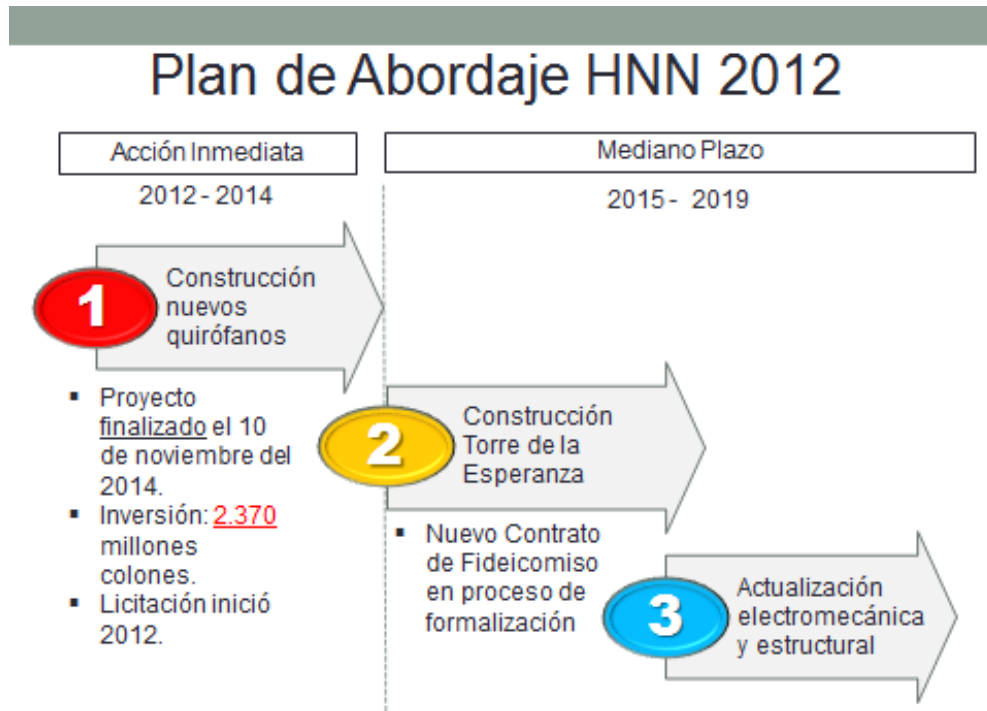 Plan de Abordaje HNN 2012
Acción Inmediata
2012 - 2014
1
Construcción
nuevos
quirófanos
▪ Proyecto
finalizado el 10
de noviembre del
2014.
▪ Inversión: 2.370
millones
colones.
▪ Licitación inició
2012.
Mediano Plazo
2015 - 2019
2
Construcción
Torre de la
Esperanza
▪ Nuevo Contrato
de Fideicomiso
en proceso de
formalización
3
Actualización
electromecánica
y estructural